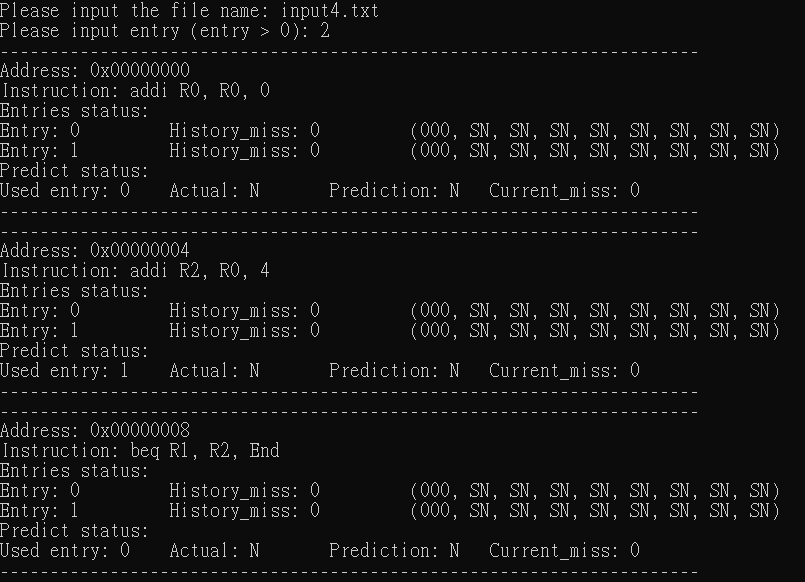 Please input the file name: input4.txt
Please input entry (entry > 0): 2
----------------------------------------------------------------------
Address: 0x00000000
Instruction: addi R0, R0, 0
Entries status:
Entry: 0 History_miss: 0 (000, SN, SN, SN, SN, SN, SN, SN, SN)
Entry: 1 History_miss: 0 (000, SN, SN, SN, SN, SN, SN, SN, SN)
Predict status:
Used entry: 0 Actual: N Prediction: N Current_miss: 0
----------------------------------------------------------------------
----------------------------------------------------------------------
Address: 0x00000004
Instruction: addi R2, R0, 4
Entries status:
Entry: 0 History_miss: 0 (000, SN, SN, SN, SN, SN, SN, SN, SN)
Entry: 1 History_miss: 0 (000, SN, SN, SN, SN, SN, SN, SN, SN)
Predict status:
Used entry: 1 Actual: N Prediction: N Current_miss: 0
----------------------------------------------------------------------
----------------------------------------------------------------------
Address: 0x00000008
Instruction: beq R1, R2, End
Entries status:
Entry: 0 History_miss: 0 (000, SN, SN, SN, SN, SN, SN, SN, SN)
Entry: 1 History_miss: 0 (000, SN, SN, SN, SN, SN, SN, SN, SN)
Predict status:
Used entry: 0 Actual: N Prediction: N Current_miss: 0
----------------------------------------------------------------------